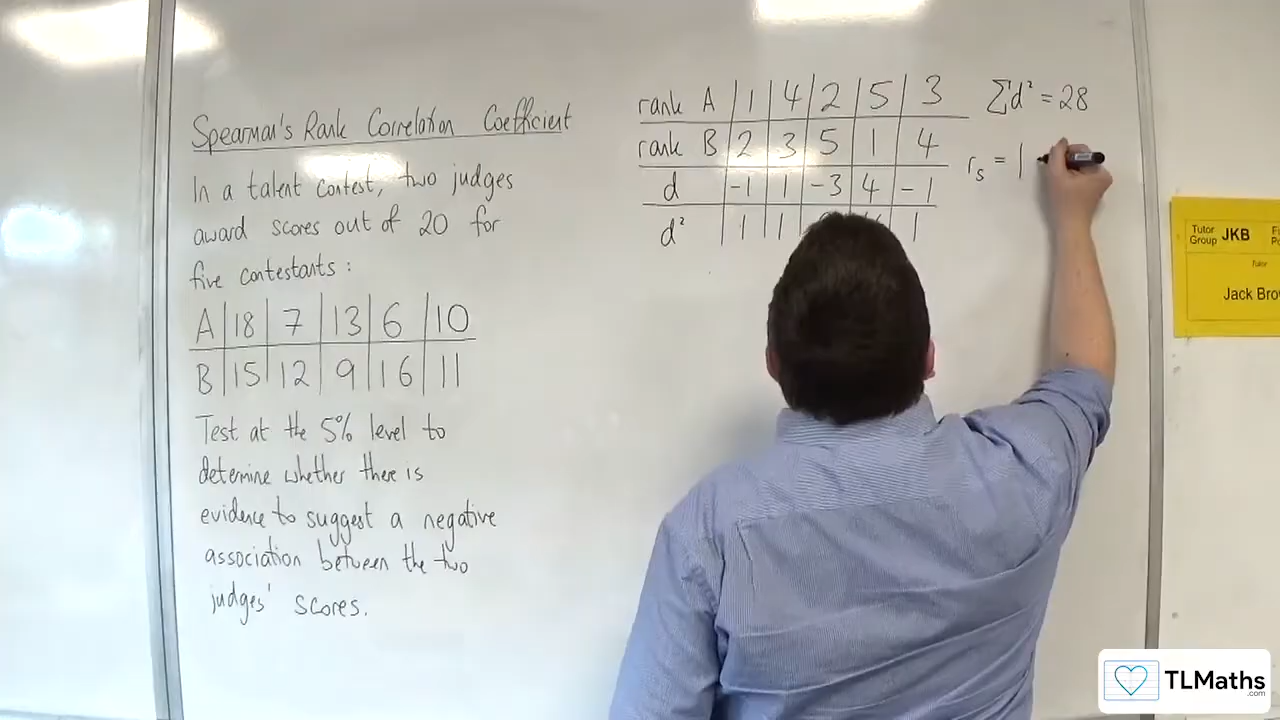 Spearman's Rank Correlation Coefficient
In a talent contest, two judges
award scores out of 20 for
five contestants :
A 18 7 13 6 10
B 15 12 9 16 11
Test at the 5% level to
determine whether there is
evidence to suggest a negative
association between the two
judges' scores.
rank A 1 4 2 5 3
rank B 2 3 5 1 4
d -1 1 -3 4 -1
d² 1 1 1
Σd² = 28
rₛ = 1
Tutor Group JKB
Tutor
Jack
TLMaths
.com